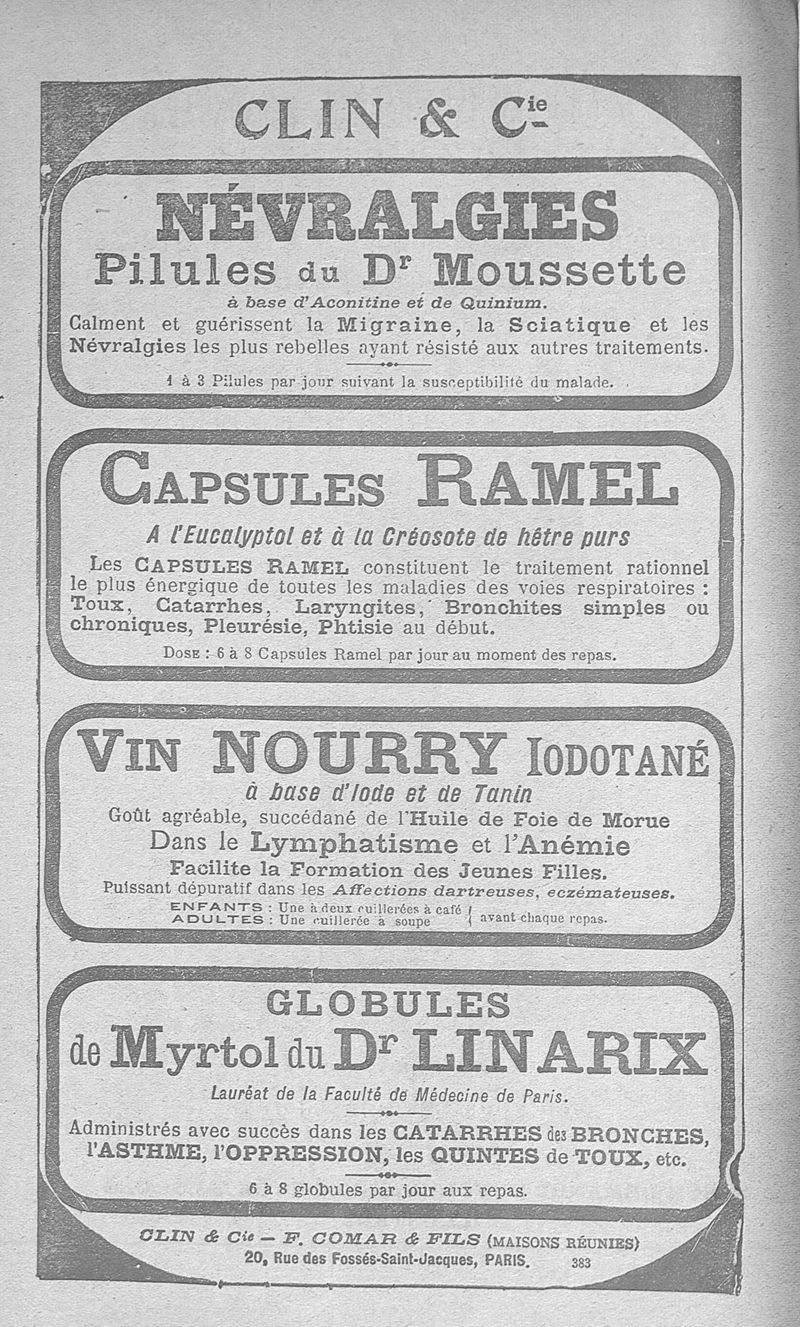 CLIN & Cie
NÉVRALGIES
Pilules du Dr Moussette
à base d'Aconitine et de Quinium.
Calment et guérissent la Migraine, la Sciatique et les
Névralgies les plus rebelles ayant résisté aux autres traitements.
1 à 3 Pilules par jour suivant la susceptibilité du malade.
CAPSULES RAMEL
A l'Eucalyptol et à la Créosote de hêtre purs
Les CAPSULES RAMEL constituent le traitement rationnel
le plus énergique de toutes les maladies des voies respiratoires :
Toux, Catarrhes, Laryngites, Bronchites simples ou
chroniques, Pleurésie, Phtisie au début.
DOSE : 6 à 8 Capsules Ramel par jour au moment des repas.
VIN NOURRY IODOTANÉ
à base d'Iode et de Tanin
Goût agréable, succédané de l'Huile de Foie de Morue
Dans le Lymphatisme et l'Anémie
Facilite la Formation des Jeunes Filles.
Puissant dépuratif dans les Affections dartreuses, eczémateuses.
ENFANTS : Une à deux cuillerées à café
ADULTES : Une cuillerée à soupe } avant chaque repas.
GLOBULES
de Myrtol du Dr LINARIX
Lauréat de la Faculté de Médecine de Paris.
Administrés avec succès dans les CATARRHES des BRONCHES,
l'ASTHME, l'OPPRESSION, les QUINTES de TOUX, etc.
6 à 8 globules par jour aux repas.
CLIN & Cie — F. COMAR & FILS (MAISONS RÉUNIES)
20, Rue des Fossés-Saint-Jacques, PARIS. 383